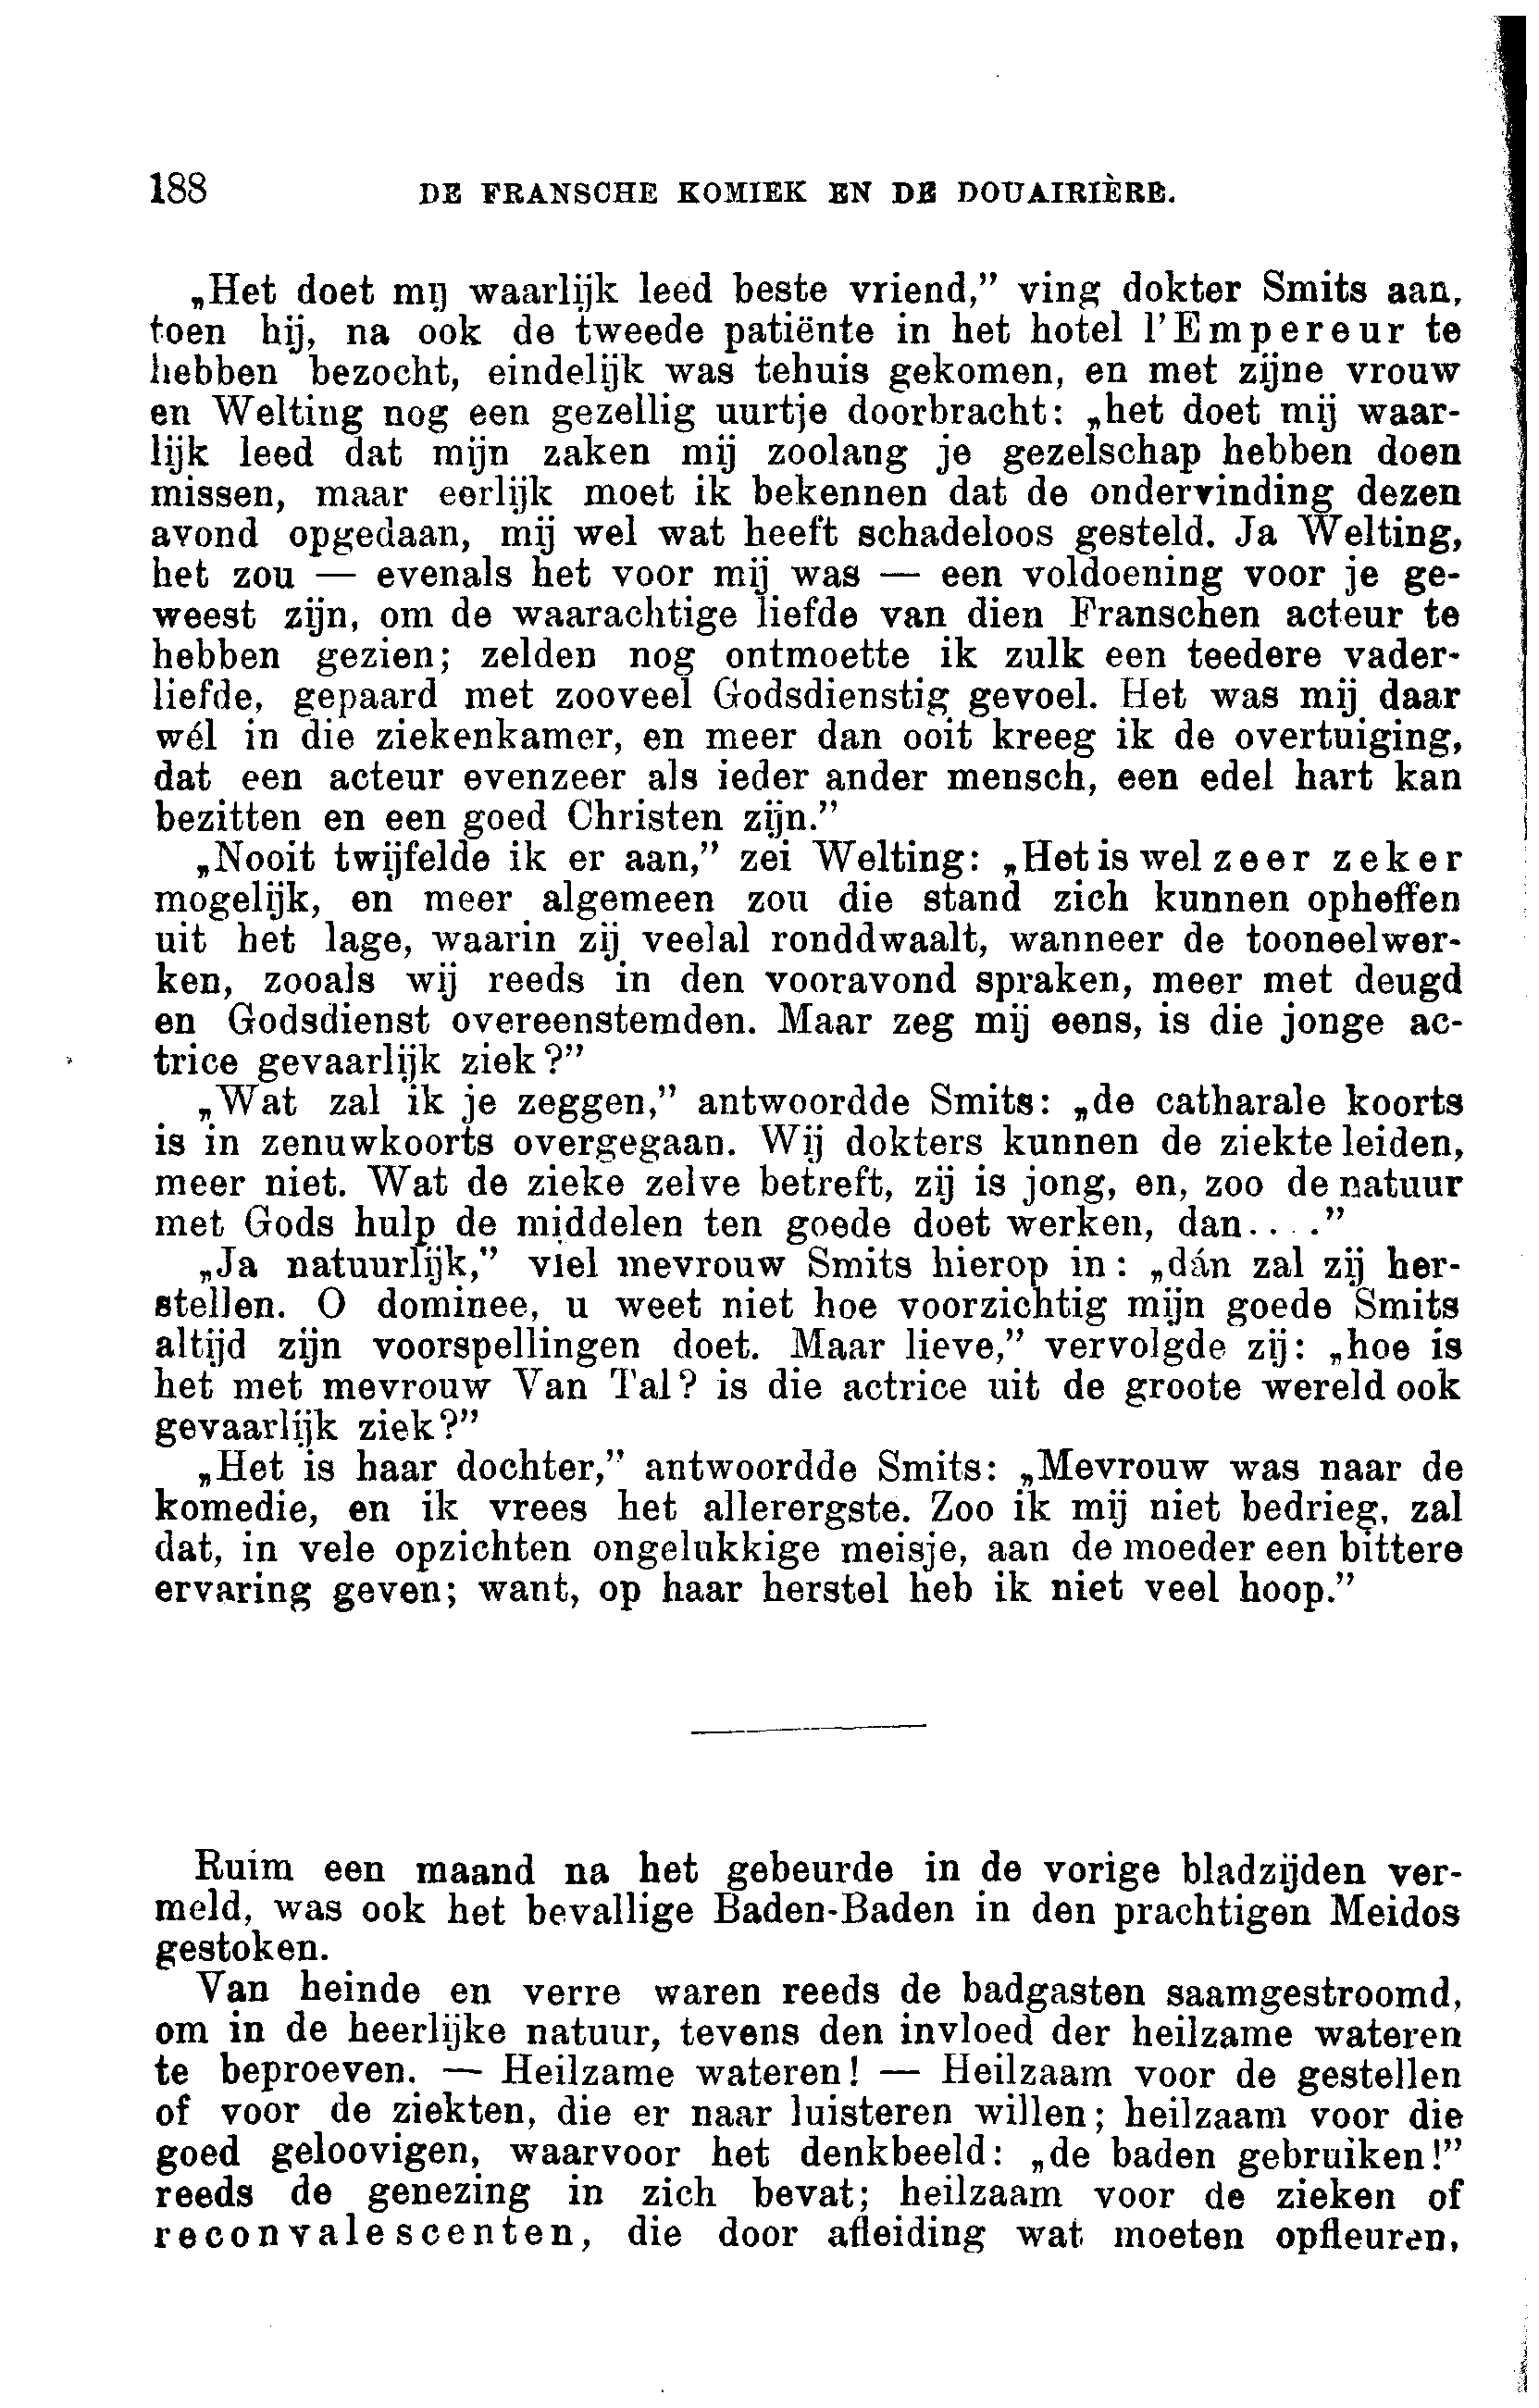 188 DE FRANSCHE KOMIEK EN DE DOUAIRIÈRE.
„Het doet mij waarlijk leed beste vriend,” ving dokter Smits aan,
toen hij, na ook de tweede patiënte in het hotel l'Empereur te
hebben bezocht, eindelijk was tehuis gekomen, en met zijne vrouw
en Welting nog een gezellig uurtje doorbracht: „het doet mij waar-
lijk leed dat mijn zaken mij zoolang je gezelschap hebben doen
missen, maar eerlijk moet ik bekennen dat de ondervinding dezen
avond opgedaan, mij wel wat heeft schadeloos gesteld. Ja Welting,
het zou — evenals het voor mij was — een voldoening voor je ge-
weest zijn, om de waarachtige liefde van dien Franschen acteur te
hebben gezien; zelden nog ontmoette ik zulk een teedere vader-
liefde, gepaard met zooveel Godsdienstig gevoel. Het was mij daar
wél in die ziekenkamer, en meer dan ooit kreeg ik de overtuiging,
dat een acteur evenzeer als ieder ander mensch, een edel hart kan
bezitten en een goed Christen zijn.”
„Nooit twijfelde ik er aan,” zei Welting: „Het is wel zeer zeker
mogelijk, en meer algemeen zou die stand zich kunnen opheffen
uit het lage, waarin zij veelal ronddwaalt, wanneer de tooneelwer-
ken, zooals wij reeds in den vooravond spraken, meer met deugd
en Godsdienst overeenstemden. Maar zeg mij eens, is die jonge ac-
trice gevaarlijk ziek?”
„Wat zal ik je zeggen,” antwoordde Smits: „de catharale koorts
is in zenuwkoorts overgegaan. Wij dokters kunnen de ziekte leiden,
meer niet. Wat de zieke zelve betreft, zij is jong, en, zoo de natuur
met Gods hulp de middelen ten goede doet werken, dan....”
„Ja natuurlijk,” viel mevrouw Smits hierop in: „dán zal zij her-
stellen. O dominee, u weet niet hoe voorzichtig mijn goede Smits
altijd zijn voorspellingen doet. Maar lieve,” vervolgde zij: „hoe is
het met mevrouw Van Tal? is die actrice uit de groote wereld ook
gevaarlijk ziek?”
„Het is haar dochter,” antwoordde Smits: „Mevrouw was naar de
komedie, en ik vrees het allerergste. Zoo ik mij niet bedrieg, zal
dat, in vele opzichten ongelukkige meisje, aan de moeder een bittere
ervaring geven; want, op haar herstel heb ik niet veel hoop.”
Ruim een maand na het gebeurde in de vorige bladzijden ver-
meld, was ook het bevallige Baden-Baden in den prachtigen Meidos
gestoken.
Van heinde en verre waren reeds de badgasten saamgestroomd,
om in de heerlijke natuur, tevens den invloed der heilzame wateren
te beproeven. — Heilzame wateren! — Heilzaam voor de gestellen
of voor de ziekten, die er naar luisteren willen; heilzaam voor die
goed geloovigen, waarvoor het denkbeeld: „de baden gebruiken!”
reeds de genezing in zich bevat; heilzaam voor de zieken of
reconvalescenten, die door afleiding wat moeten opfleuren,